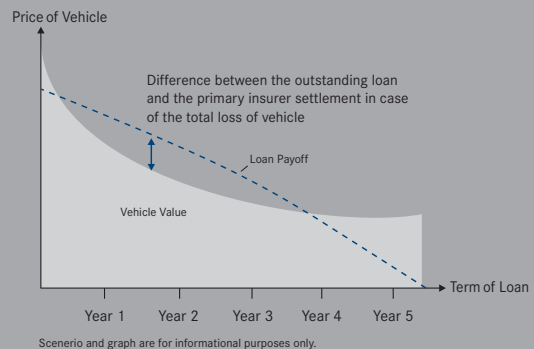 Price of Vehicle
Difference between the outstanding loan
and the primary insurer settlement in case
of the total loss of vehicle
Loan Payoff
Vehicle Value
Term of Loan
Year 1 Year 2 Year 3 Year 4 Year 5
Scenerio and graph are for informational purposes only.